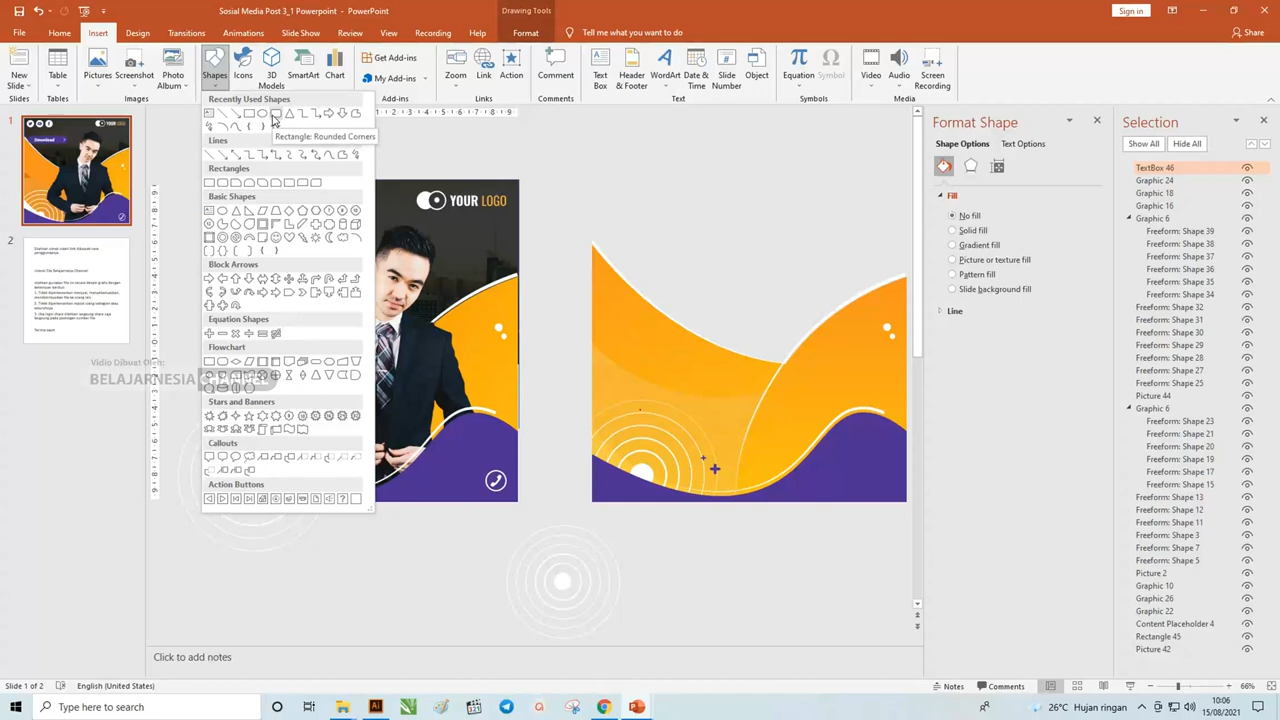 Sosial Media Post 3_1 Powerpoint - PowerPoint
Drawing Tools
Sign in
File
Home
Insert
Design
Transitions
Animations
Slide Show
Review
View
Recording
Help
Format
Tell me what you want to do
Share
New Slide
Table
Pictures
Screenshot
Photo Album
Shapes
Icons
3D Models
SmartArt
Chart
Get Add-ins
My Add-ins
Zoom
Link
Action
Comment
Text Box
Header & Footer
WordArt
Date & Time
Slide Number
Object
Equation
Symbol
Video
Audio
Screen Recording
Slides
Tables
Images
Add-ins
Links
Comments
Text
Symbols
Media
Recently Used Shapes
Rectangle: Rounded Corners
Lines
Rectangles
Basic Shapes
Block Arrows
Equation Shapes
Flowchart
Stars and Banners
Callouts
Action Buttons
1
Download
2
Terima kasih
Vidio Dibuat Oleh:
BELAJARNESIA CHANNEL
YOUR LOGO
Format Shape
Shape Options
Text Options
Fill
No fill
Solid fill
Gradient fill
Picture or texture fill
Pattern fill
Slide background fill
Line
Selection
Show All
Hide All
TextBox 46
Graphic 24
Graphic 18
Graphic 16
Graphic 6
Freeform: Shape 39
Freeform: Shape 38
Freeform: Shape 37
Freeform: Shape 36
Freeform: Shape 35
Freeform: Shape 34
Freeform: Shape 32
Freeform: Shape 31
Freeform: Shape 30
Freeform: Shape 29
Freeform: Shape 28
Freeform: Shape 27
Freeform: Shape 25
Picture 44
Graphic 6
Freeform: Shape 23
Freeform: Shape 21
Freeform: Shape 20
Freeform: Shape 19
Freeform: Shape 17
Freeform: Shape 15
Freeform: Shape 13
Freeform: Shape 12
Freeform: Shape 11
Freeform: Shape 3
Freeform: Shape 7
Freeform: Shape 5
Picture 2
Graphic 10
Graphic 26
Graphic 22
Content Placeholder 4
Rectangle 45
Picture 42
Click to add notes
Slide 1 of 2
English (United States)
Notes
Comments
66%
Type here to search
26°C Hujan ringan
10:06
15/08/2021